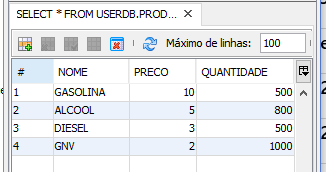 SELECT * FROM USERDB.PROD...
Máximo de linhas: 100
# NOME PRECO QUANTIDADE
1 GASOLINA 10 500
2 ALCOOL 5 800
3 DIESEL 3 500
4 GNV 2 1000